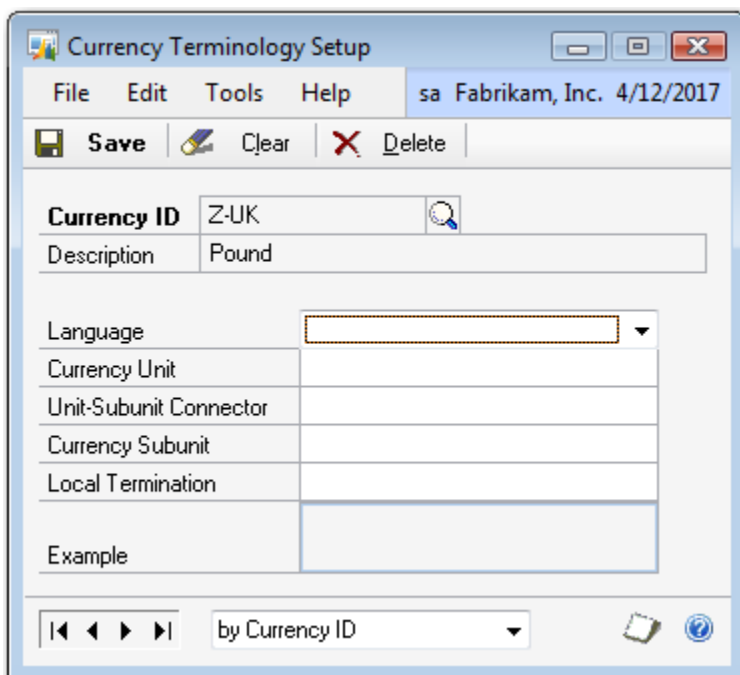 Currency Terminology Setup
File Edit Tools Help sa Fabrikam, Inc. 4/12/2017
Save Clear Delete
Currency ID Z-UK
Description Pound
Language
Currency Unit
Unit-Subunit Connector
Currency Subunit
Local Termination
Example
by Currency ID